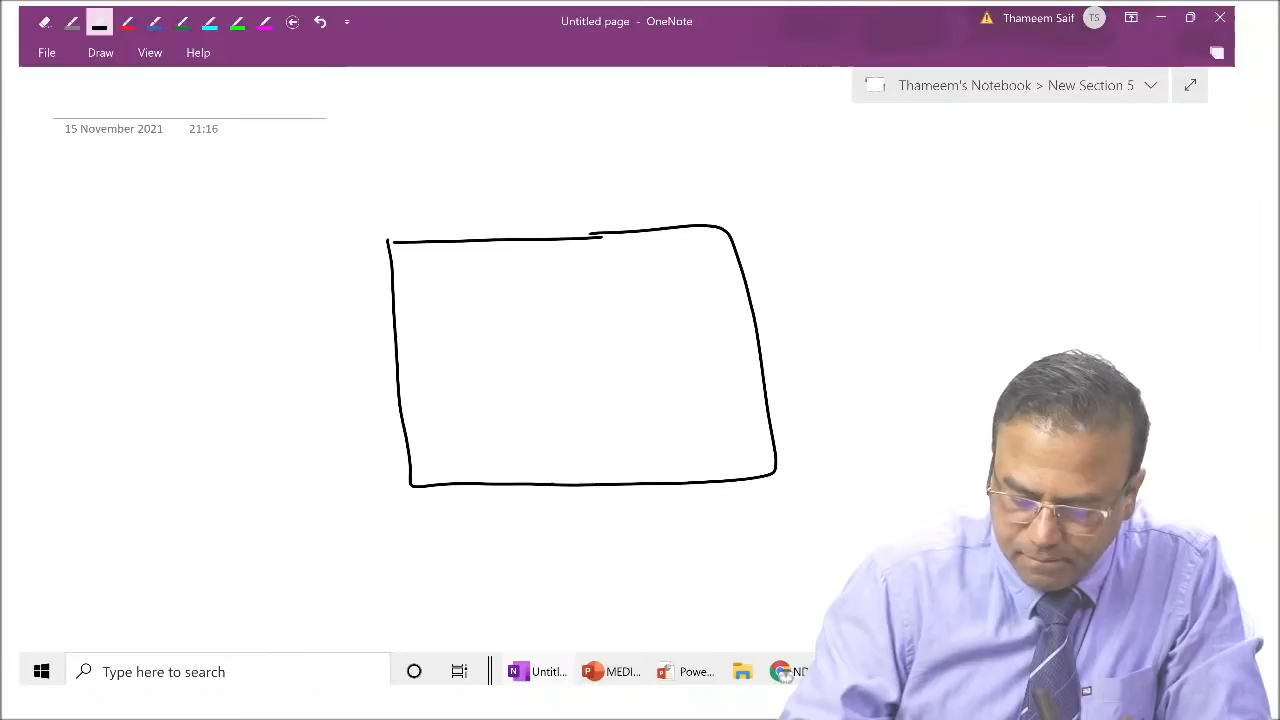 Untitled page - OneNote
Thameem Saif
TS
File
Draw
View
Help
Thameem's Notebook > New Section 5
15 November 2021
21:16
Type here to search
Untitl...
MEDI...
Powe...
ND